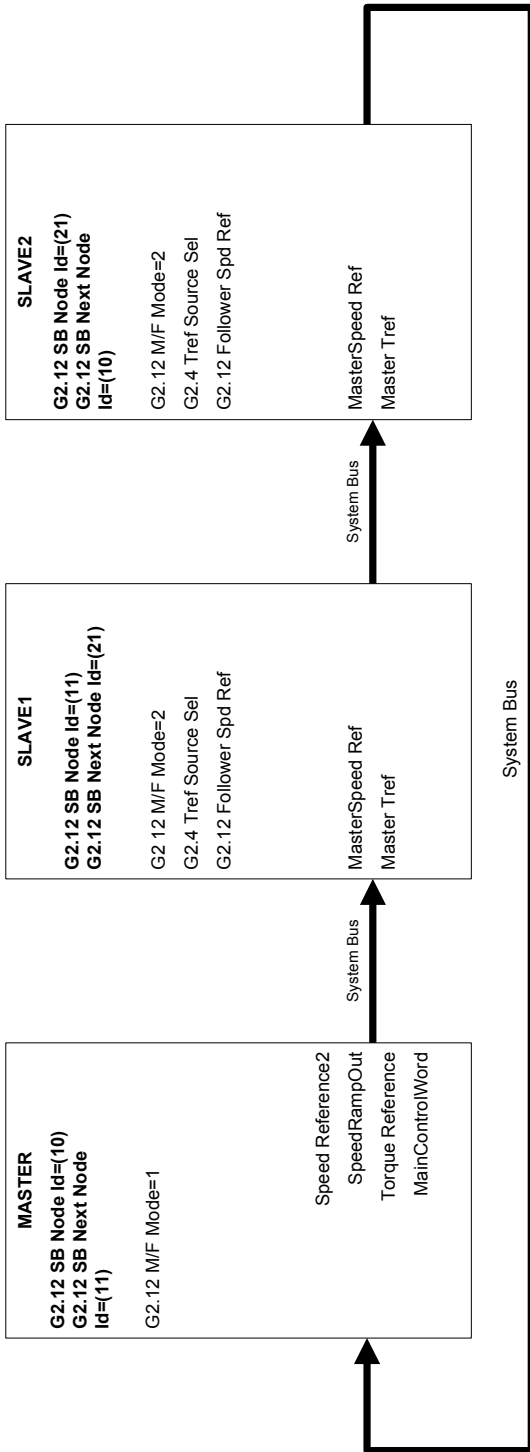 MASTER
G2.12 SB Node Id=(10)
G2.12 SB Next Node
Id=(11)
G2.12 M/F Mode=1
Speed Reference2
SpeedRampOut
Torque Reference
MainControlWord
System Bus
SLAVE1
G2.12 SB Node Id=(11)
G2.12 SB Next Node Id=(21)
G2 12 M/F Mode=2
G2.4 Tref Source Sel
G2.12 Follower Spd Ref
MasterSpeed Ref
Master Tref
System Bus
SLAVE2
G2.12 SB Node Id=(21)
G2.12 SB Next Node
Id=(10)
G2.12 M/F Mode=2
G2.4 Tref Source Sel
G2.12 Follower Spd Ref
MasterSpeed Ref
Master Tref
System Bus